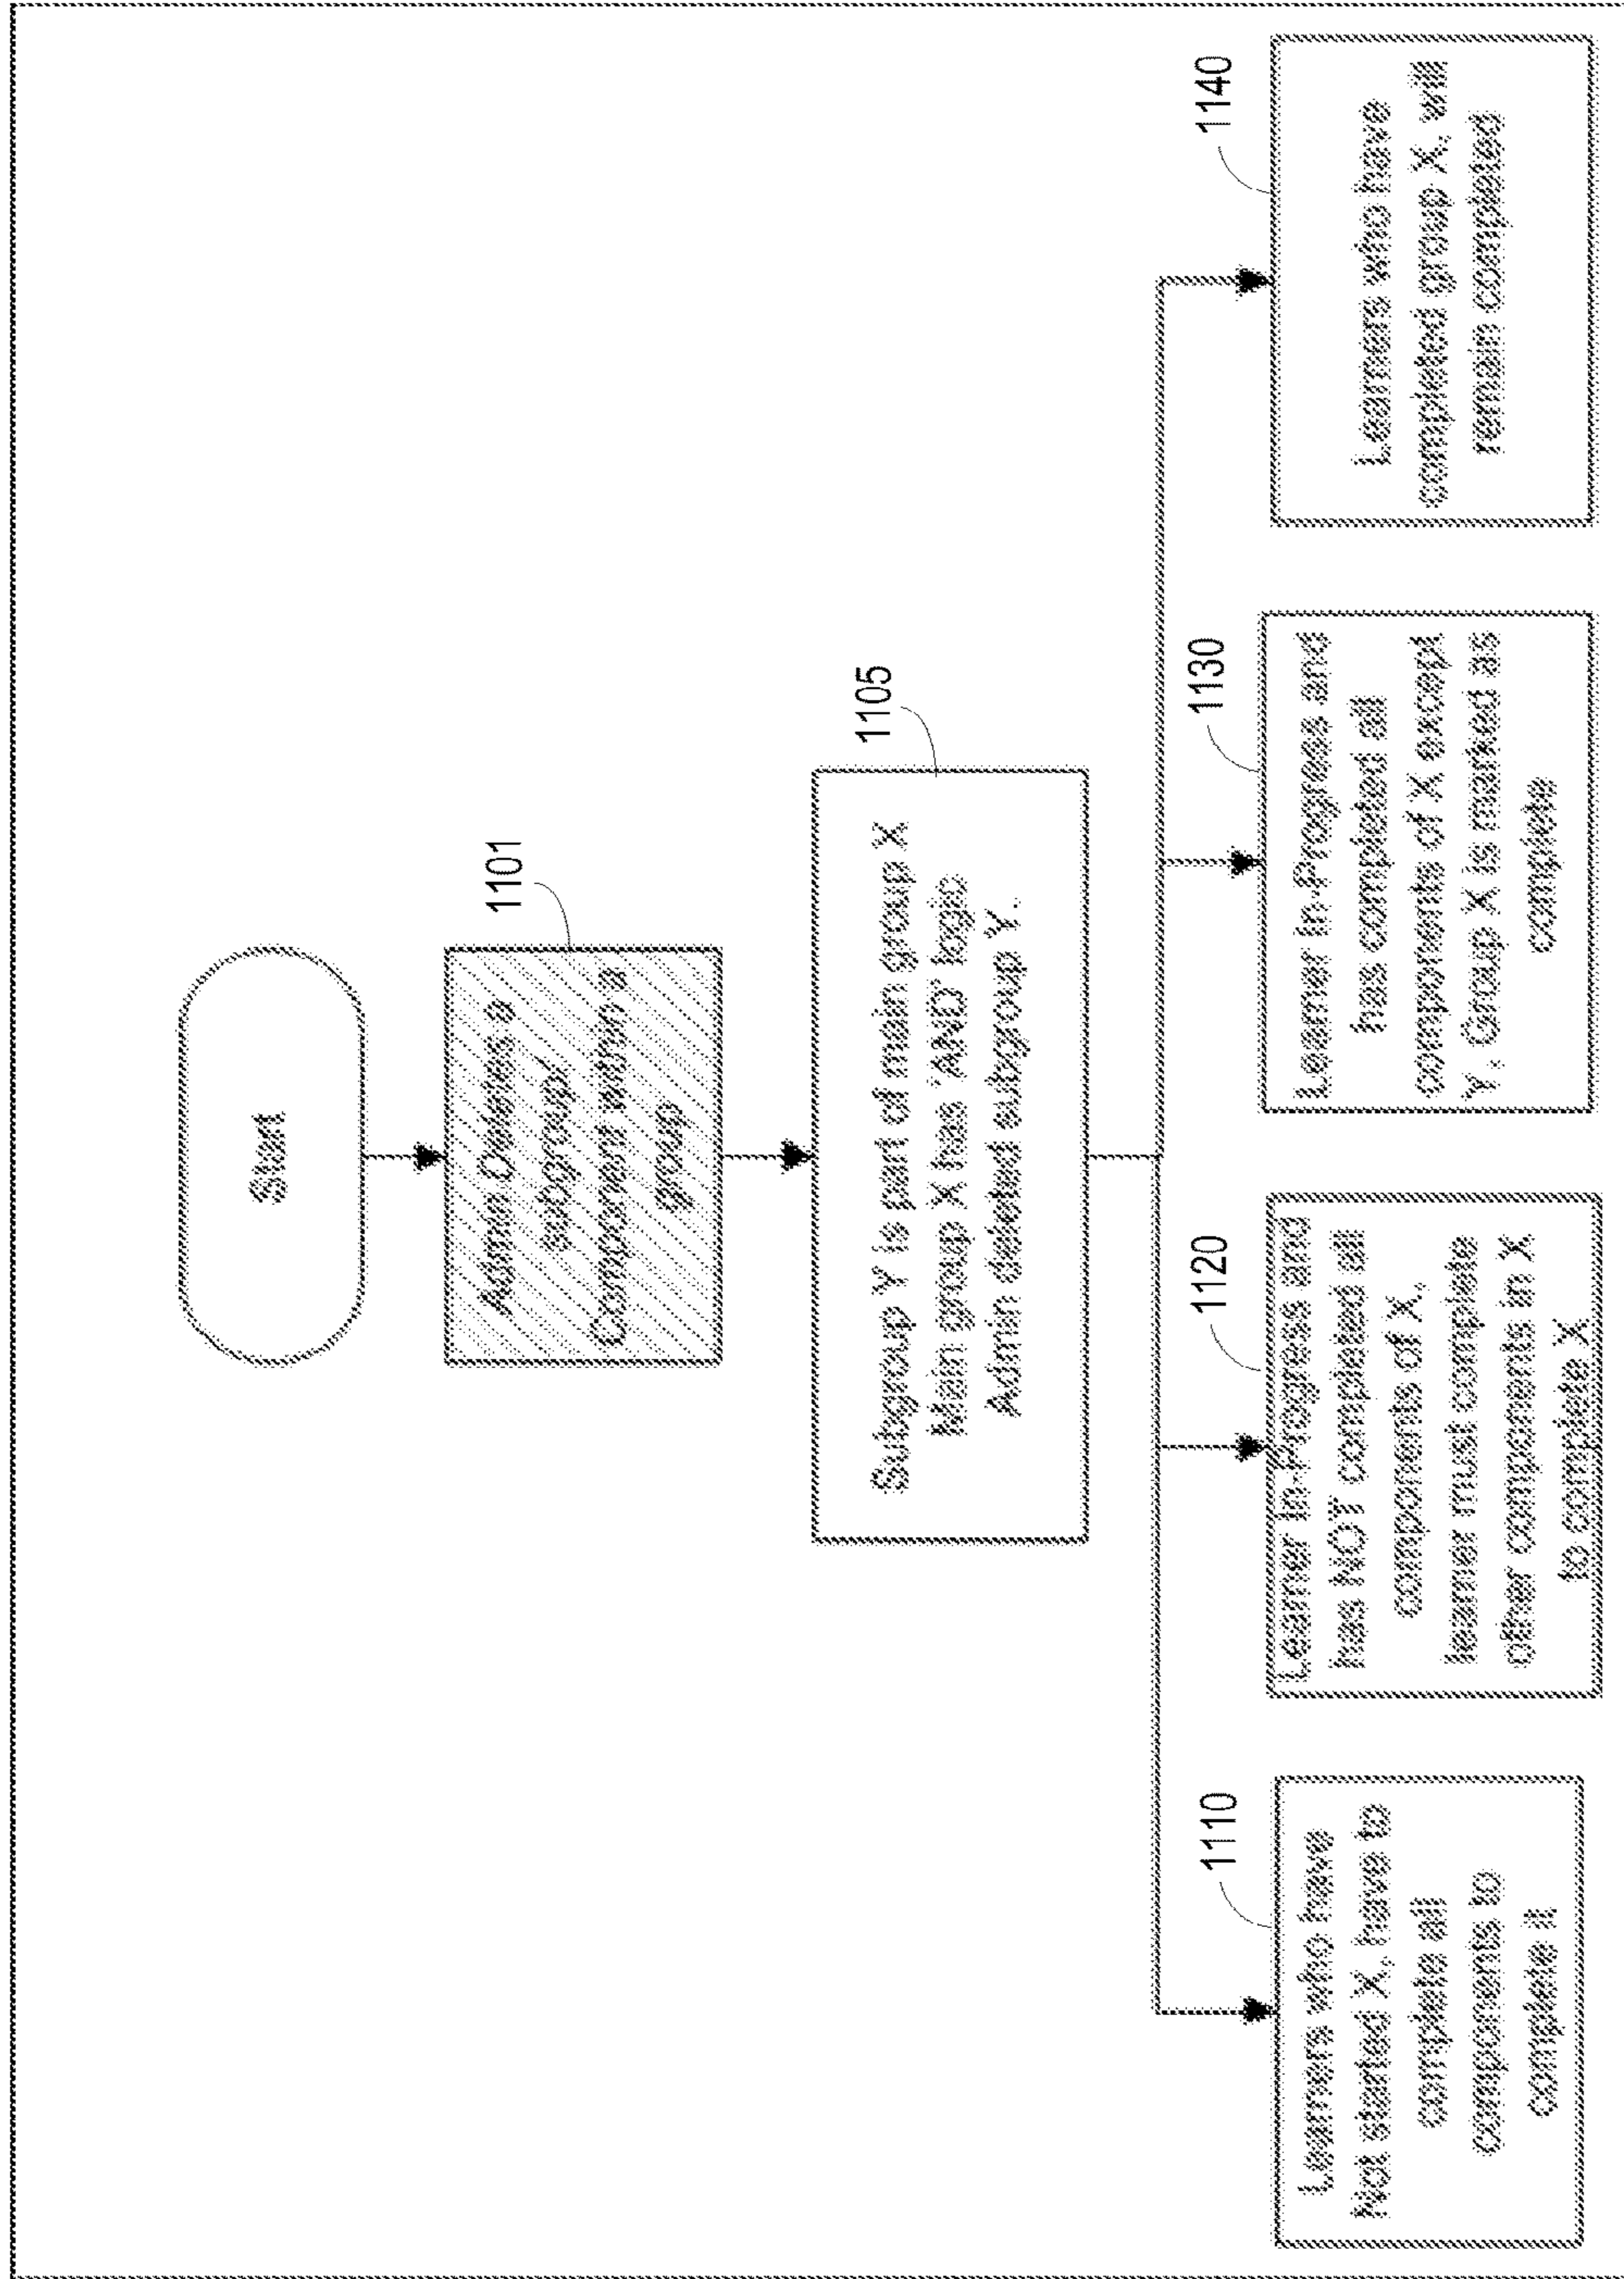 Start
1101
Admin Deletes a
subgroup/
Component within a
group
1105
Subgroup Y is part of main group X
Main group X has 'AND' logic
Admin deleted subgroup Y.
1110
Learners who have
Not started X, have to
complete all
components to
complete it
1120
Learner In-Progress and
has NOT completed all
components of X,
learner must complete
other components in X
to complete X
1130
Learner In-Progress and
has completed all
components of X except
Y. Group X is marked as
complete
1140
Learners who have
completed group X, will
remain completed